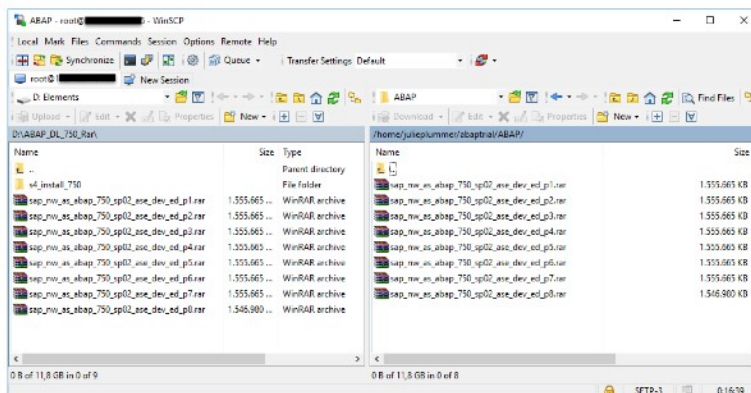 ABAP - root@ - WinSCP
Local Mark Files Commands Session Options Remote Help
Synchronize Queue Transfer Settings Default
root@1 New Session
D: Elements ABAP Find Files
Upload Edit Properties New Download Edit Properties New
D:\ABAP_DL_750_Rar\ /home/julieplummer/abaptrial/ABAP/
Name Size Type Name Size
.. Parent directory ..
s4_install_750 File folder sap_nw_as_abap_750_sp02_ase_dev_ed_p1.rar 1.555.665 KB
sap_nw_as_abap_750_sp02_ase_dev_ed_p1.rar 1.555.665 ... WinRAR archive sap_nw_as_abap_750_sp02_ase_dev_ed_p2.rar 1.555.665 KB
sap_nw_as_abap_750_sp02_ase_dev_ed_p2.rar 1.555.665 ... WinRAR archive sap_nw_as_abap_750_sp02_ase_dev_ed_p3.rar 1.555.665 KB
sap_nw_as_abap_750_sp02_ase_dev_ed_p3.rar 1.555.665 ... WinRAR archive sap_nw_as_abap_750_sp02_ase_dev_ed_p4.rar 1.555.665 KB
sap_nw_as_abap_750_sp02_ase_dev_ed_p4.rar 1.555.665 ... WinRAR archive sap_nw_as_abap_750_sp02_ase_dev_ed_p5.rar 1.555.665 KB
sap_nw_as_abap_750_sp02_ase_dev_ed_p5.rar 1.555.665 ... WinRAR archive sap_nw_as_abap_750_sp02_ase_dev_ed_p6.rar 1.555.665 KB
sap_nw_as_abap_750_sp02_ase_dev_ed_p6.rar 1.555.665 ... WinRAR archive sap_nw_as_abap_750_sp02_ase_dev_ed_p7.rar 1.555.665 KB
sap_nw_as_abap_750_sp02_ase_dev_ed_p7.rar 1.555.665 ... WinRAR archive sap_nw_as_abap_750_sp02_ase_dev_ed_p8.rar 1.546.980 KB
sap_nw_as_abap_750_sp02_ase_dev_ed_p8.rar 1.546.980 ... WinRAR archive
0 B of 11,8 GB in 0 of 9 0 B of 11,8 GB in 0 of 8
SFTP-3 0:16:39